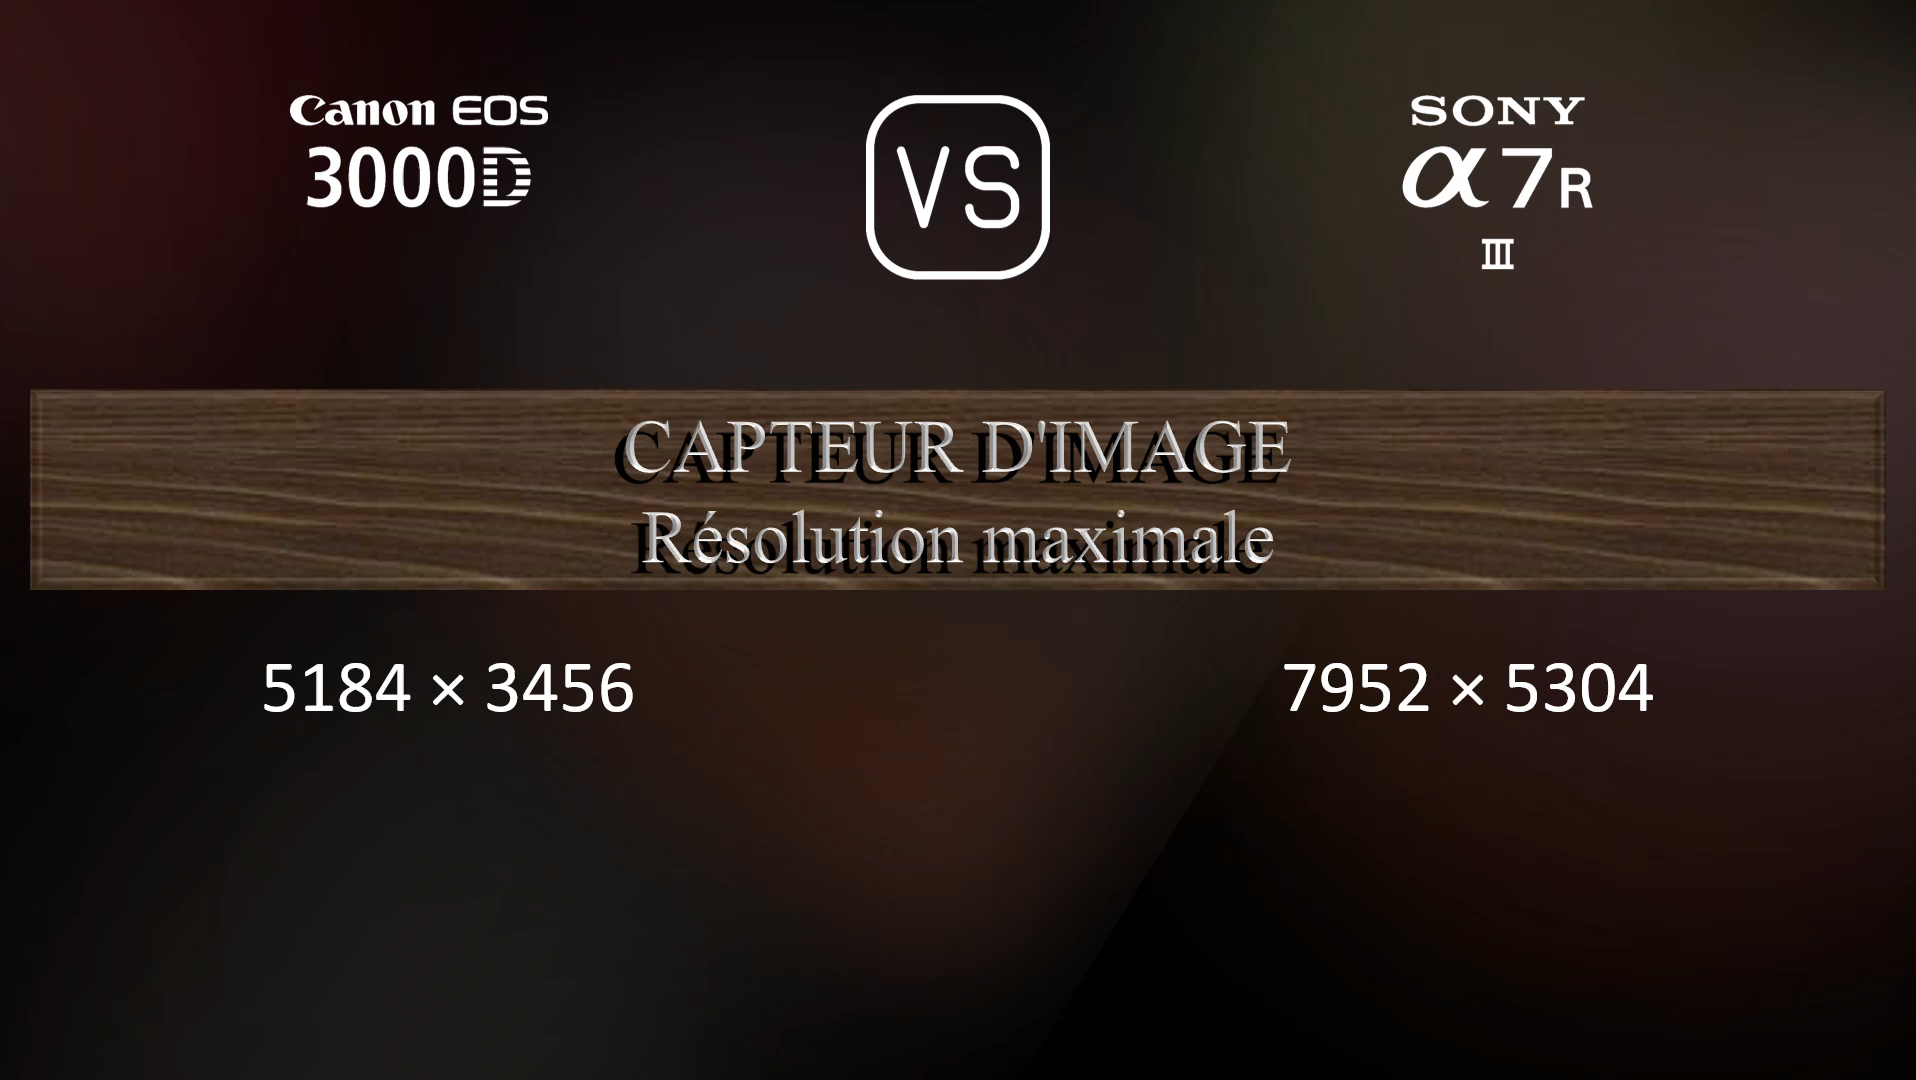 Canon EOS
3000D
VS
SONY
α7R
III
CAPTEUR D'IMAGE
Résolution maximale
5184 × 3456
7952 × 5304